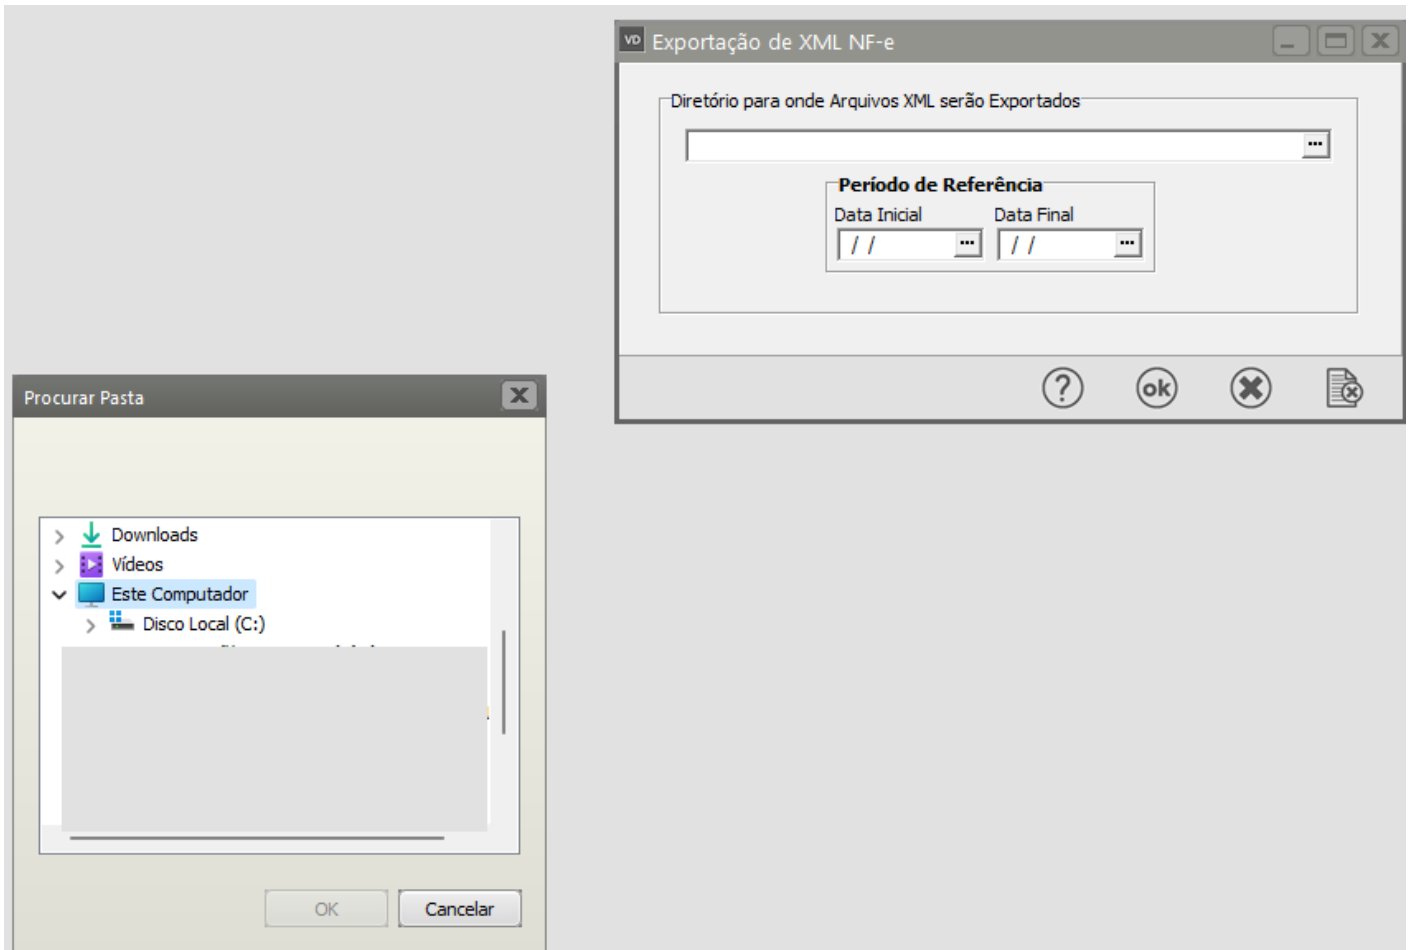 VD Exportação de XML NF-e
Diretório para onde Arquivos XML serão Exportados
...
Período de Referência
Data Inicial Data Final
/ / ... / / ...
? ok
Procurar Pasta
Downloads
Vídeos
Este Computador
Disco Local (C:)
OK Cancelar